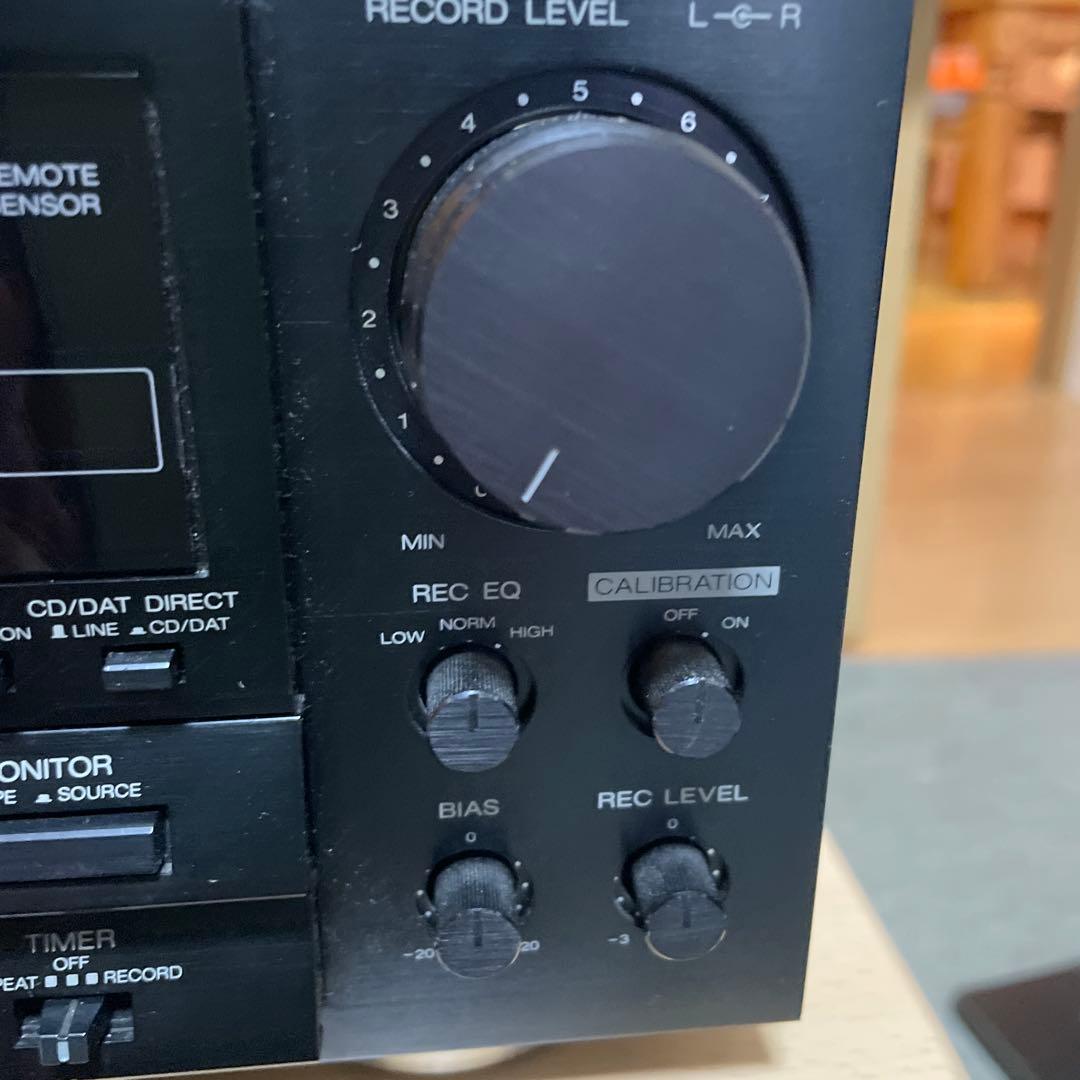 RECORD LEVEL L R
5
4 6
3
2
1
MIN MAX
EMOTE
SENSOR
CD/DAT DIRECT
ON LINE CD/DAT
REC EQ CALIBRATION
LOW NORM HIGH OFF ON
ONITOR
PE SOURCE
BIAS REC LEVEL
0 0
-20 20 -3
TIMER
OFF
PEAT RECORD